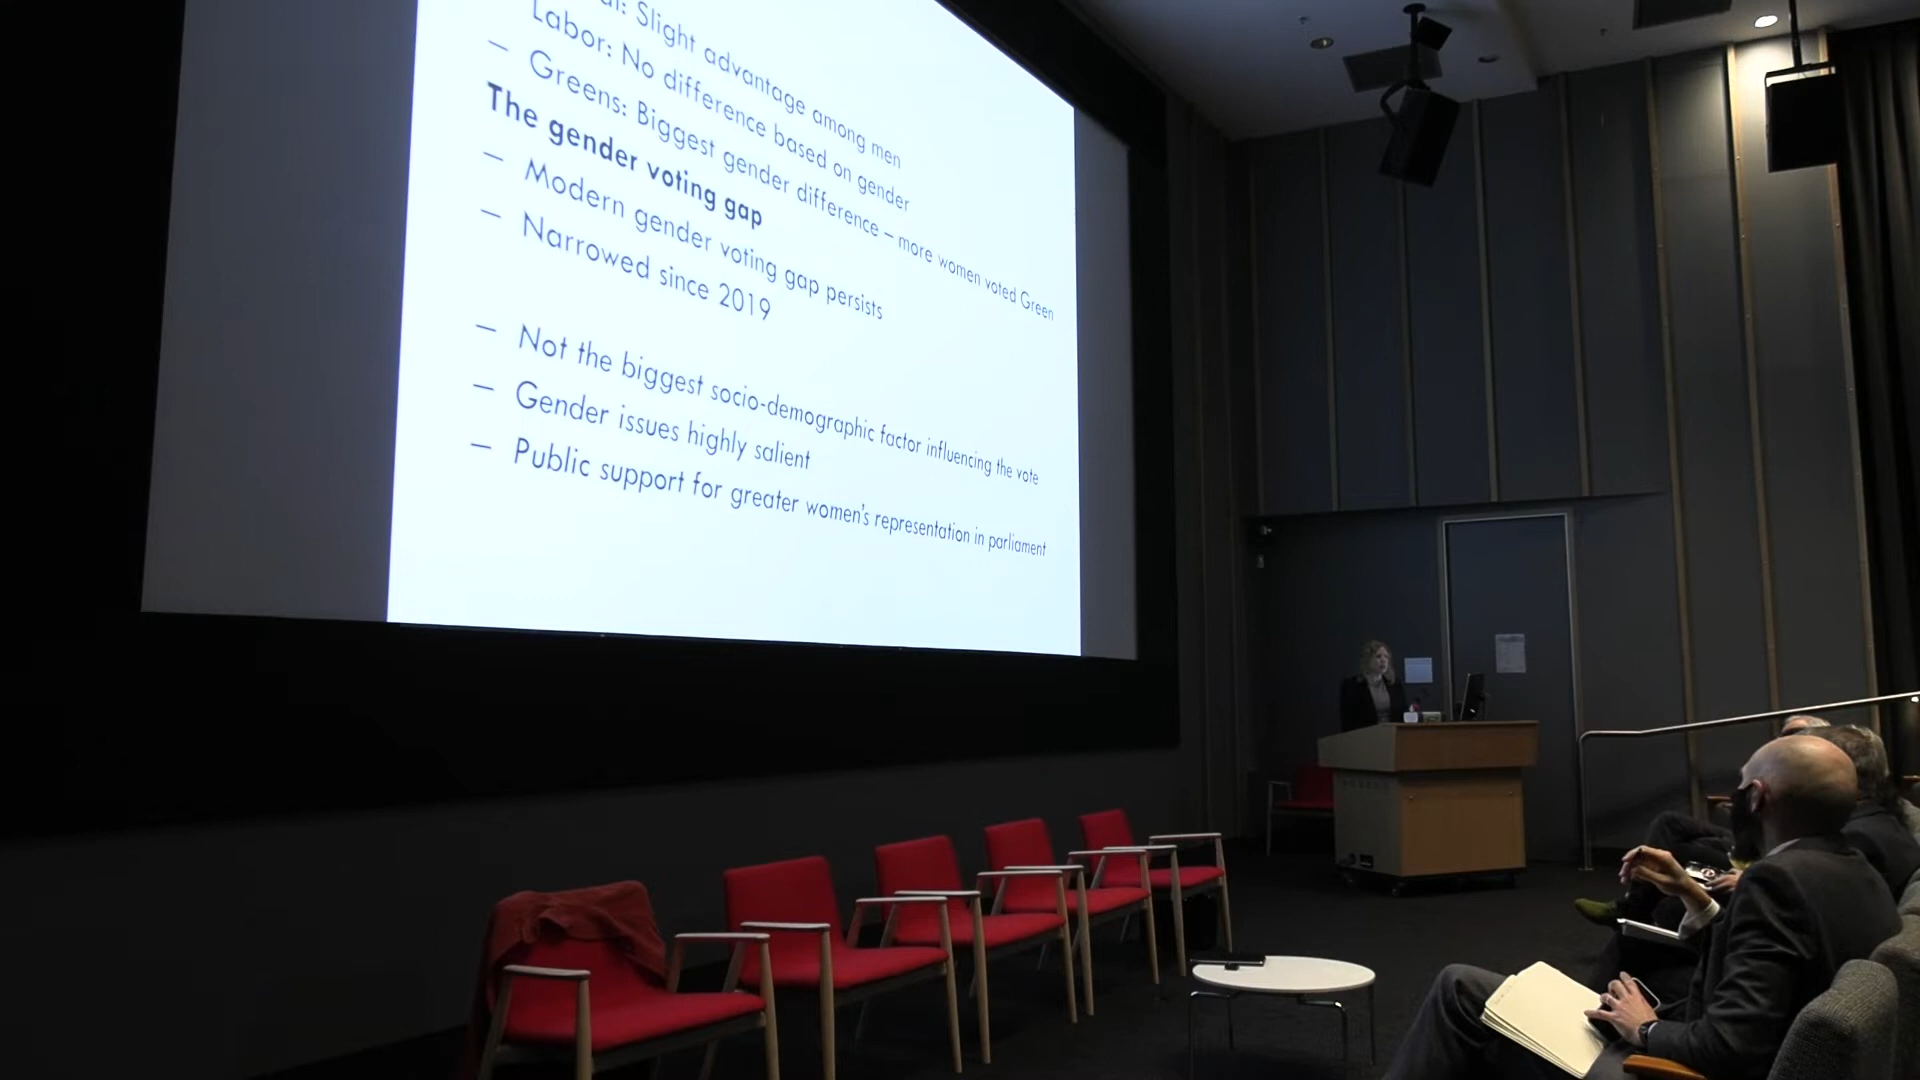 Slight advantage among men
Labor: No difference based on gender
– Greens: Biggest gender difference – more women voted Green
The gender voting gap
– Modern gender voting gap persists
– Narrowed since 2019
– Not the biggest socio-demographic factor influencing the vote
– Gender issues highly salient
– Public support for greater women's representation in parliament